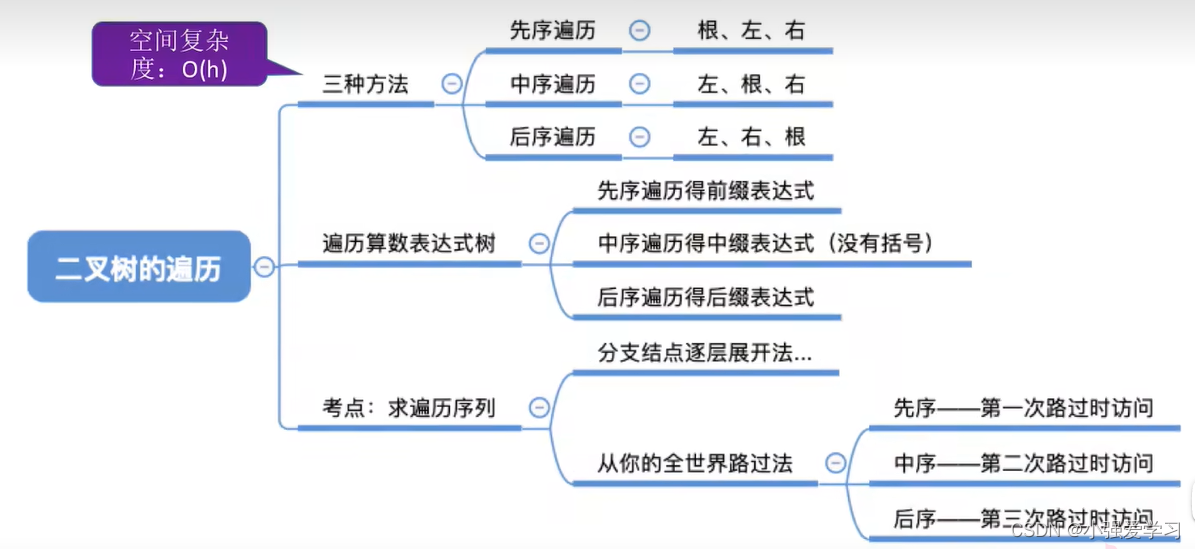 空间复杂
度：O(h)
先序遍历
根、左、右
三种方法
中序遍历
左、根、右
后序遍历
左、右、根
先序遍历得前缀表达式
遍历算数表达式树
中序遍历得中缀表达式（没有括号）
二叉树的遍历
后序遍历得后缀表达式
分支结点逐层展开法...
考点：求遍历序列
先序——第一次路过时访问
从你的全世界路过法
中序——第二次路过时访问
后序——第三次路过时访问
CSDN @小强爱学习